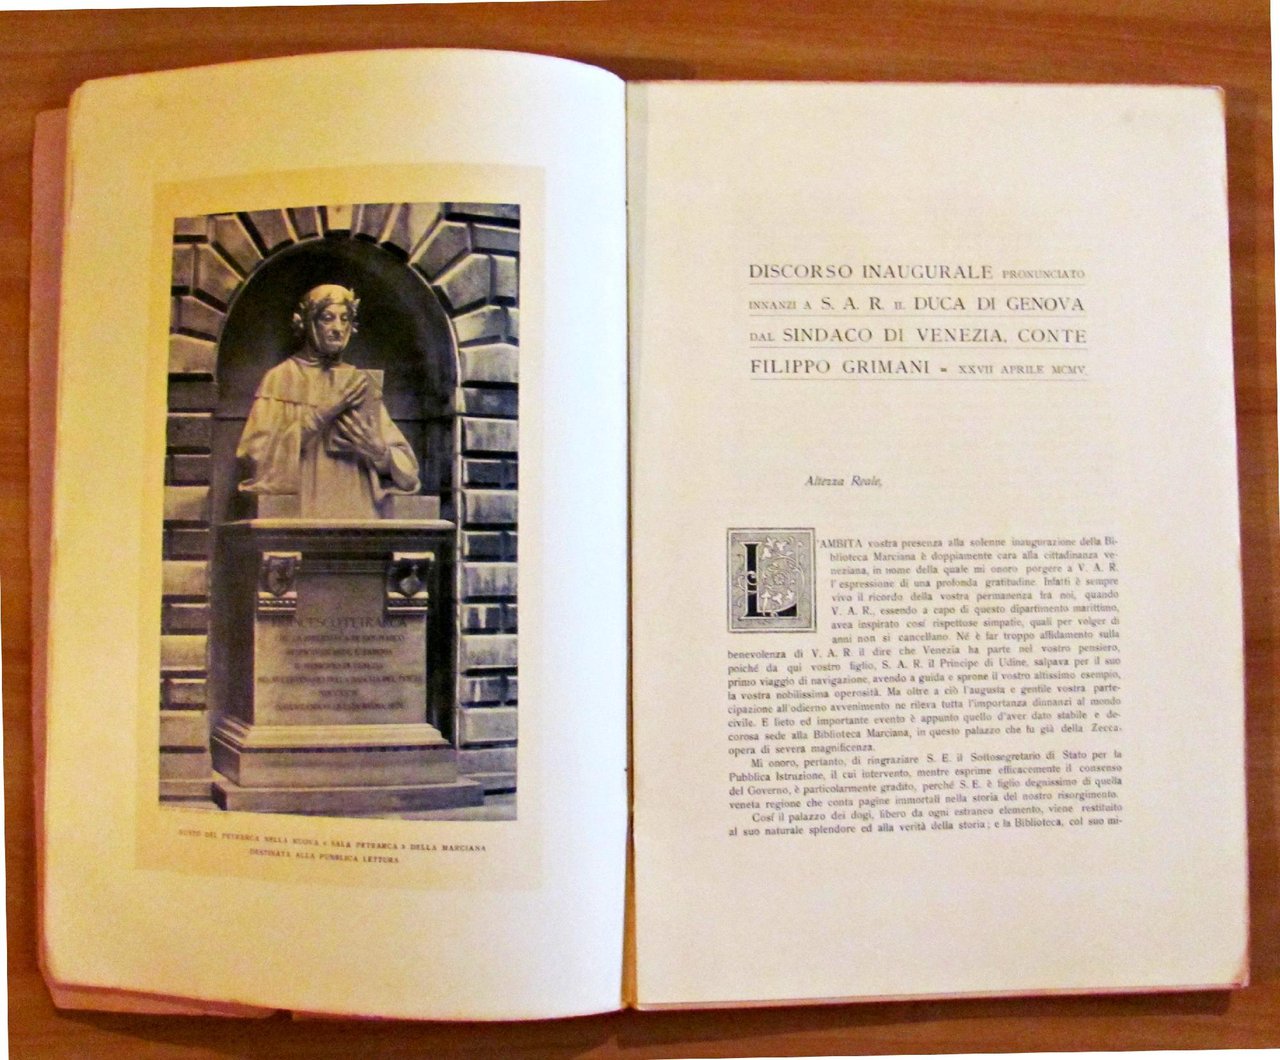 FRANCESCO PETRARCA
BUSTO DEL PETRARCA NELLA NUOVA « SALA PETRARCA » DELLA MARCIANA
DESTINATA ALLA PUBBLICA LETTURA
DISCORSO INAUGURALE PRONUNCIATO
INNANZI A S. A. R. IL DUCA DI GENOVA
DAL SINDACO DI VENEZIA, CONTE
FILIPPO GRIMANI = XXVII APRILE MCMV.
Altezza Reale,
L'AMBITA vostra presenza alla solenne inaugurazione della Bi-
blioteca Marciana è doppiamente cara alla cittadinanza ve-
neziana, in nome della quale mi onoro porgere a V. A. R.
l'espressione di una profonda gratitudine. Infatti è sempre
vivo il ricordo della vostra permanenza fra noi, quando
V. A. R., essendo a capo di questo dipartimento marittimo,
avea inspirato così rispettose simpatie, quali per volger di
anni non si cancellano. Né è far troppo affidamento sulla
benevolenza di V. A. R il dire che Venezia ha parte nel vostro pensiero,
poiché da qui vostro figlio, S. A. R. il Principe di Udine, salpava per il suo
primo viaggio di navigazione, avendo a guida e sprone il vostro altissimo esempio,
la vostra nobilissima operosità. Ma oltre a ciò l'augusta e gentile vostra parte-
cipazione all'odierno avvenimento ne rileva tutta l'importanza dinnanzi al mondo
civile. E lieto ed importante evento è appunto quello d'aver dato stabile e de-
corosa sede alla Biblioteca Marciana, in questo palazzo che fu già della Zecca,
opera di severa magnificenza.
Mi onoro, pertanto, di ringraziare S. E. il Sottosegretario di Stato per la
Pubblica Istruzione, il cui intervento, mentre esprime efficacemente il consenso
del Governo, è particolarmente gradito, perché S. E. è figlio degnissimo di quella
veneta regione che conta pagine immortali nella storia del nostro risorgimento.
Così il palazzo dei dogi, libero da ogni estraneo elemento, viene restituito
al suo naturale splendore ed alla verità della storia ; e la Biblioteca, col suo mi-